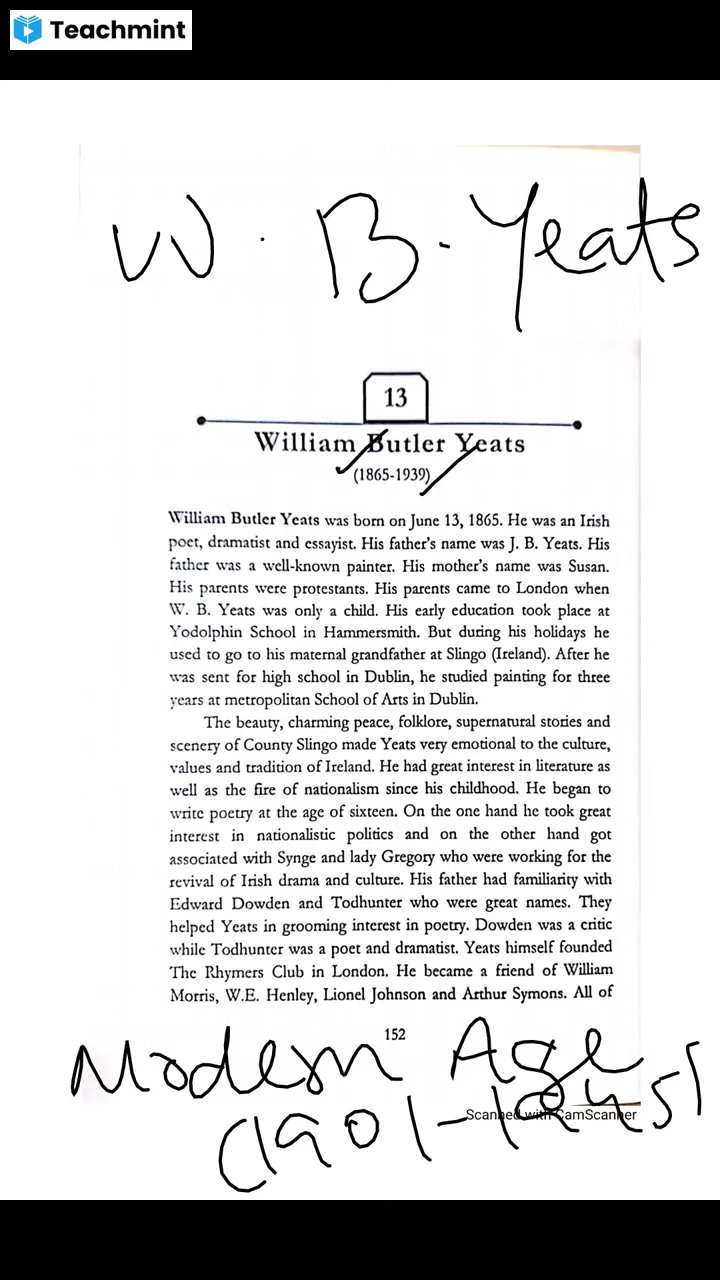 Teachmint
W. B. Yeats
13
William Butler Yeats
(1865-1939)
William Butler Yeats was born on June 13, 1865. He was an Irish
poet, dramatist and essayist. His father's name was J. B. Yeats. His
father was a well-known painter. His mother's name was Susan.
His parents were protestants. His parents came to London when
W. B. Yeats was only a child. His early education took place at
Yodolphin School in Hammersmith. But during his holidays he
used to go to his maternal grandfather at Slingo (Ireland). After he
was sent for high school in Dublin, he studied painting for three
years at metropolitan School of Arts in Dublin.
The beauty, charming peace, folklore, supernatural stories and
scenery of County Slingo made Yeats very emotional to the culture,
values and tradition of Ireland. He had great interest in literature as
well as the fire of nationalism since his childhood. He began to
write poetry at the age of sixteen. On the one hand he took great
interest in nationalistic politics and on the other hand got
associated with Synge and lady Gregory who were working for the
revival of Irish drama and culture. His father had familiarity with
Edward Dowden and Todhunter who were great names. They
helped Yeats in grooming interest in poetry. Dowden was a critic
while Todhunter was a poet and dramatist. Yeats himself founded
The Rhymers Club in London. He became a friend of William
Morris, W.E. Henley, Lionel Johnson and Arthur Symons. All of
152
Modern Age
Scanned with CamScanner